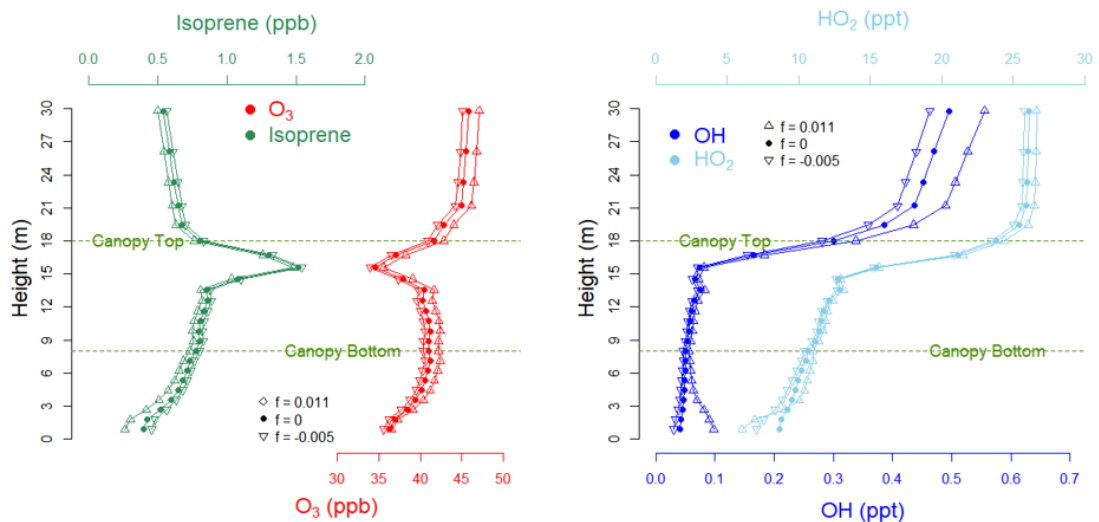 Isoprene (ppb)
0.0 0.5 1.0 1.5 2.0
Height (m)
30
27
24
21
18
15
12
9
6
3
0
O3
Isoprene
Canopy Top
Canopy Bottom
f = 0.011
f = 0
f = -0.005
30 35 40 45 50
O3 (ppb)
HO2 (ppt)
0 5 10 15 20 25 30
Height (m)
30
27
24
21
18
15
12
9
6
3
0
OH
HO2
f = 0.011
f = 0
f = -0.005
Canopy Top
Canopy Bottom
0.0 0.1 0.2 0.3 0.4 0.5 0.6 0.7
OH (ppt)